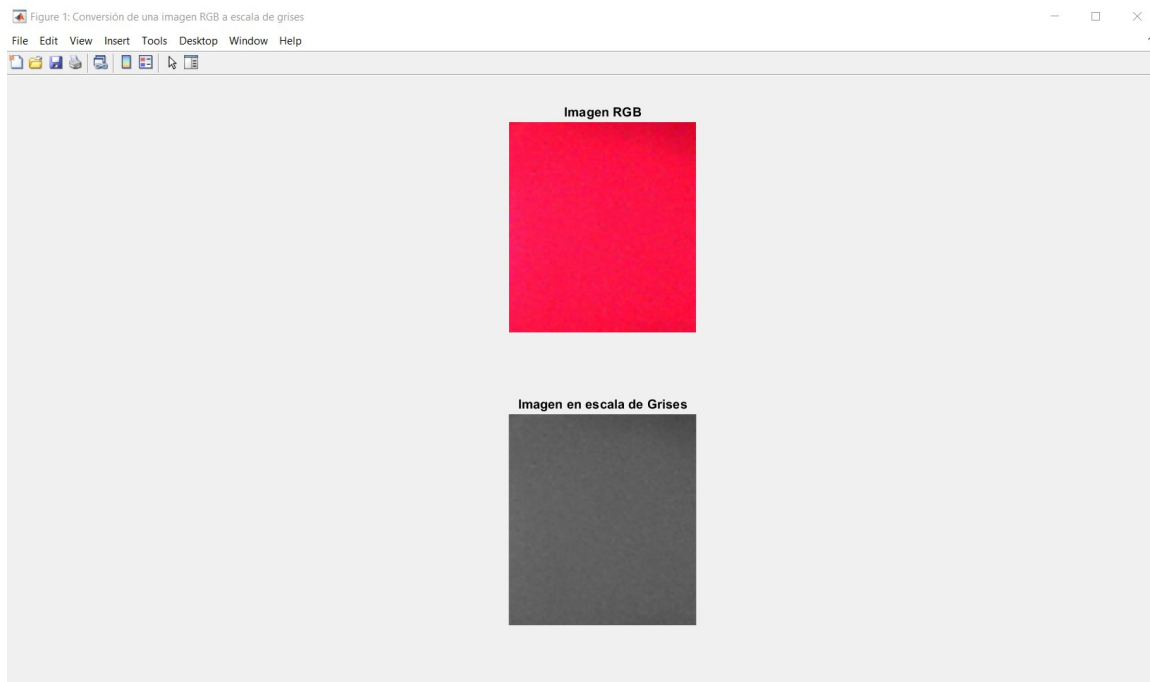 Figure 1: Conversión de una imagen RGB a escala de grises
File Edit View Insert Tools Desktop Window Help
Imagen RGB
Imagen en escala de Grises